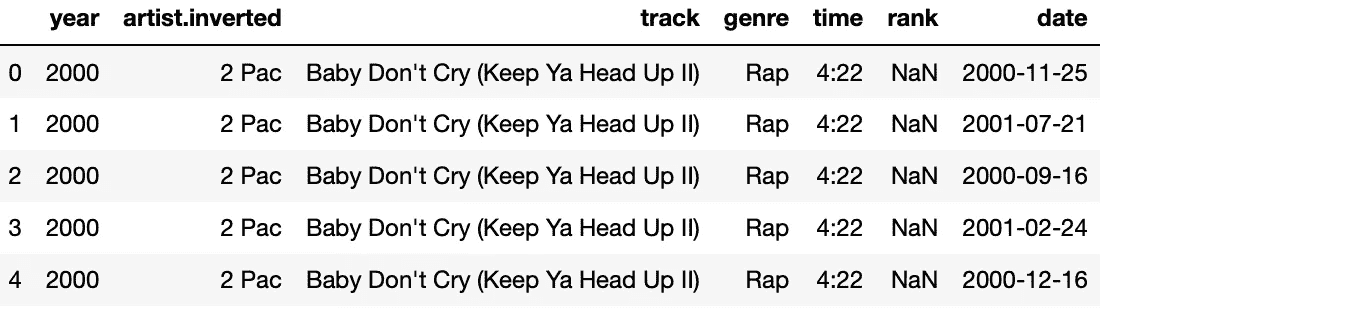 year artist.inverted track genre time rank date
0 2000 2 Pac Baby Don't Cry (Keep Ya Head Up II) Rap 4:22 NaN 2000-11-25
1 2000 2 Pac Baby Don't Cry (Keep Ya Head Up II) Rap 4:22 NaN 2001-07-21
2 2000 2 Pac Baby Don't Cry (Keep Ya Head Up II) Rap 4:22 NaN 2000-09-16
3 2000 2 Pac Baby Don't Cry (Keep Ya Head Up II) Rap 4:22 NaN 2001-02-24
4 2000 2 Pac Baby Don't Cry (Keep Ya Head Up II) Rap 4:22 NaN 2000-12-16